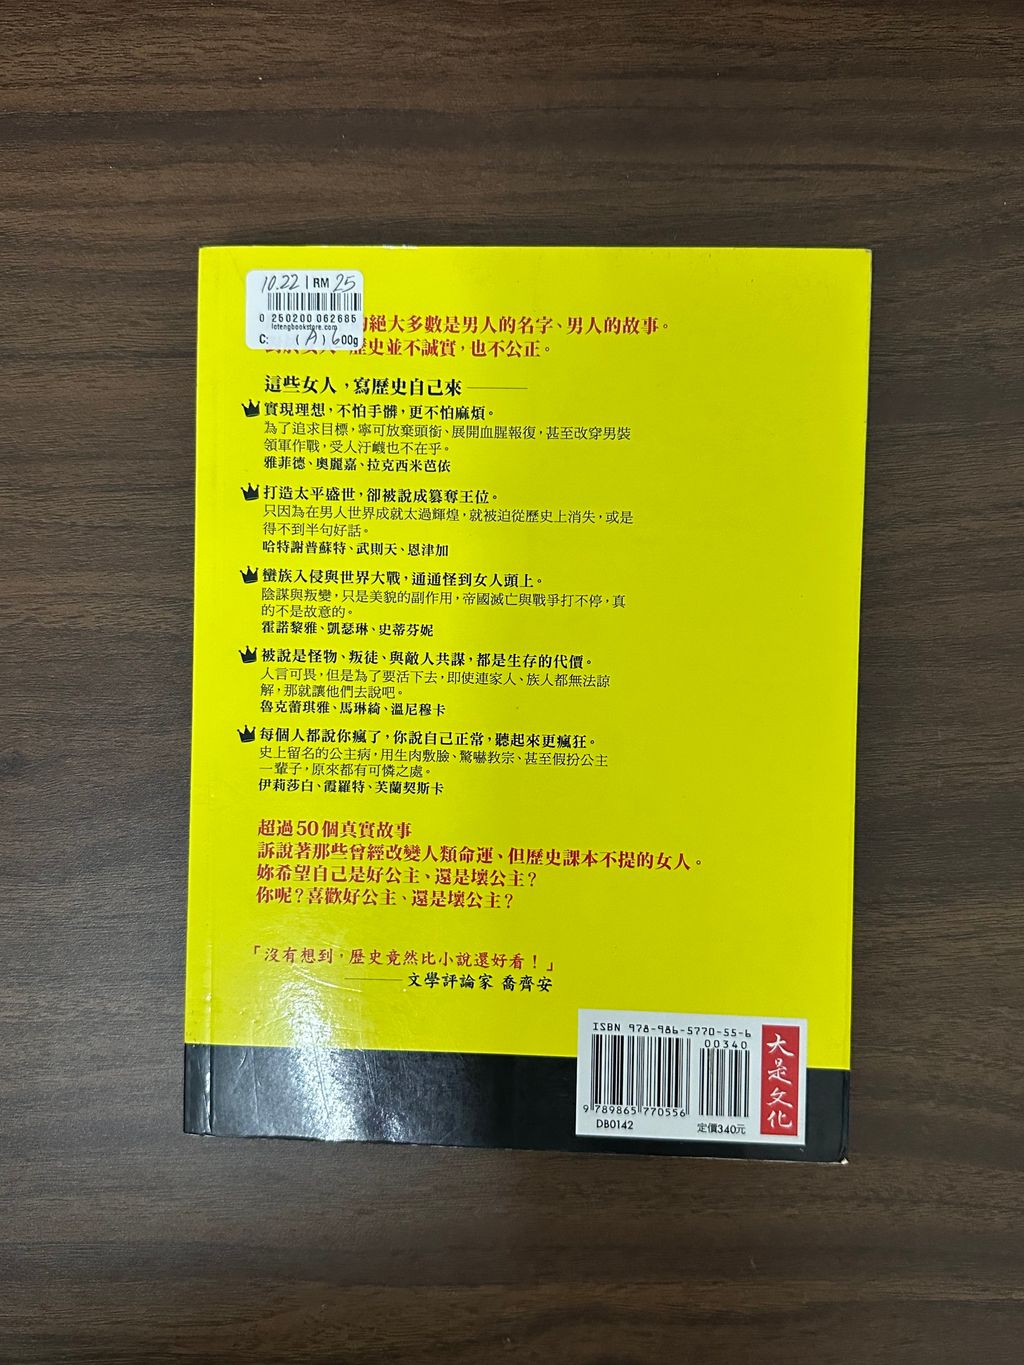 10.22 | RM 25
0 250200 062685
lotengbookstore.com
C: (A) 600g
絕大多數是男人的名字、男人的故事。
歷史並不誠實，也不公正。
這些女人，寫歷史自己來———
實現理想，不怕手髒，更不怕麻煩。
為了追求目標，寧可放棄頭銜、展開血腥報復，甚至改穿男裝
領軍作戰，受人汙衊也不在乎。
雅菲德、奧麗嘉、拉克西米芭依
打造太平盛世，卻被說成篡奪王位。
只因為在男人世界成就太過輝煌，就被迫從歷史上消失，或是
得不到半句好話。
哈特謝普蘇特、武則天、恩津加
蠻族入侵與世界大戰，通通怪到女人頭上。
陰謀與叛變，只是美貌的副作用，帝國滅亡與戰爭打不停，真
的不是故意的。
霍諾黎雅、凱瑟琳、史蒂芬妮
被說是怪物、叛徒、與敵人共謀，都是生存的代價。
人言可畏，但是為了要活下去，即使連家人、族人都無法諒
解，那就讓他們去說吧。
魯克蕾琪雅、馬琳綺、溫尼穆卡
每個人都說你瘋了，你說自己正常，聽起來更瘋狂。
史上留名的公主病，用生肉敷臉、驚嚇教宗、甚至假扮公主
一輩子，原來都有可憐之處。
伊莉莎白、霞羅特、芙蘭契斯卡
超過50個真實故事
訴說著那些曾經改變人類命運、但歷史課本不提的女人。
妳希望自己是好公主、還是壞公主？
你呢？喜歡好公主、還是壞公主？
「沒有想到，歷史竟然比小說還好看！」
———文學評論家 喬齊安
ISBN 978-986-5770-55-6
00340
9 789865 770556
DB0142
定價340元
大是文化